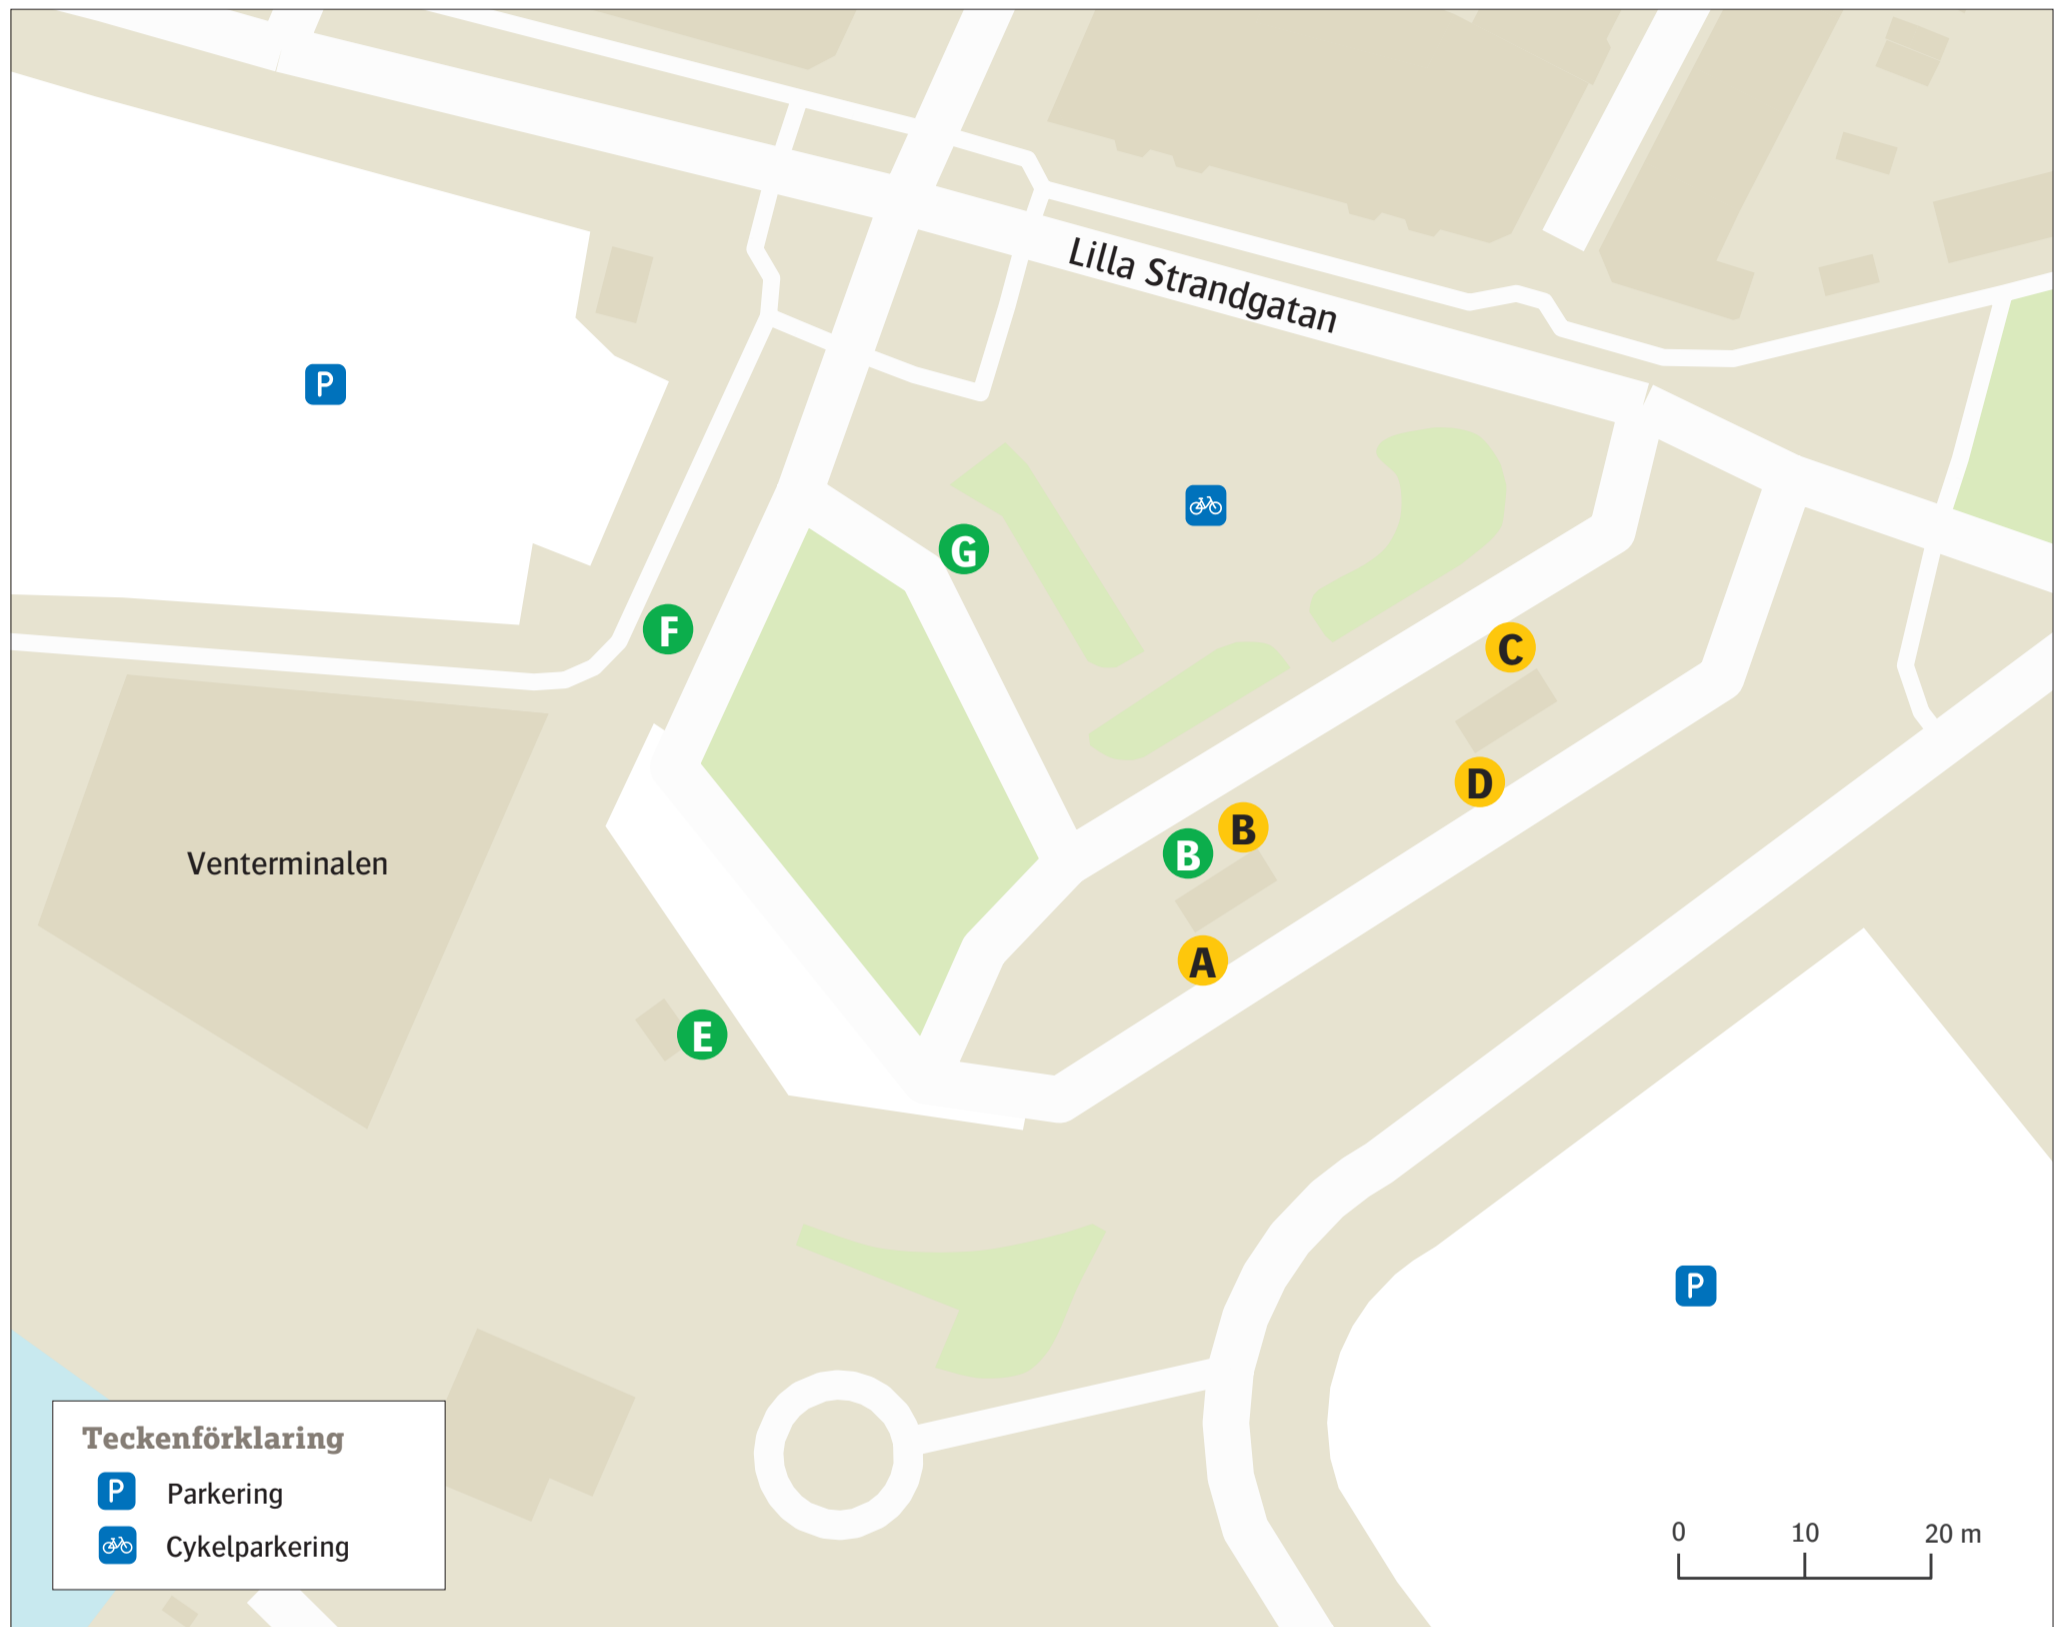 Lilla Strandgatan
P
G
F
C
D
B
B
Venterminalen
A
E
P
Teckenförklaring
P Parkering
Cykelparkering
0 10 20 m